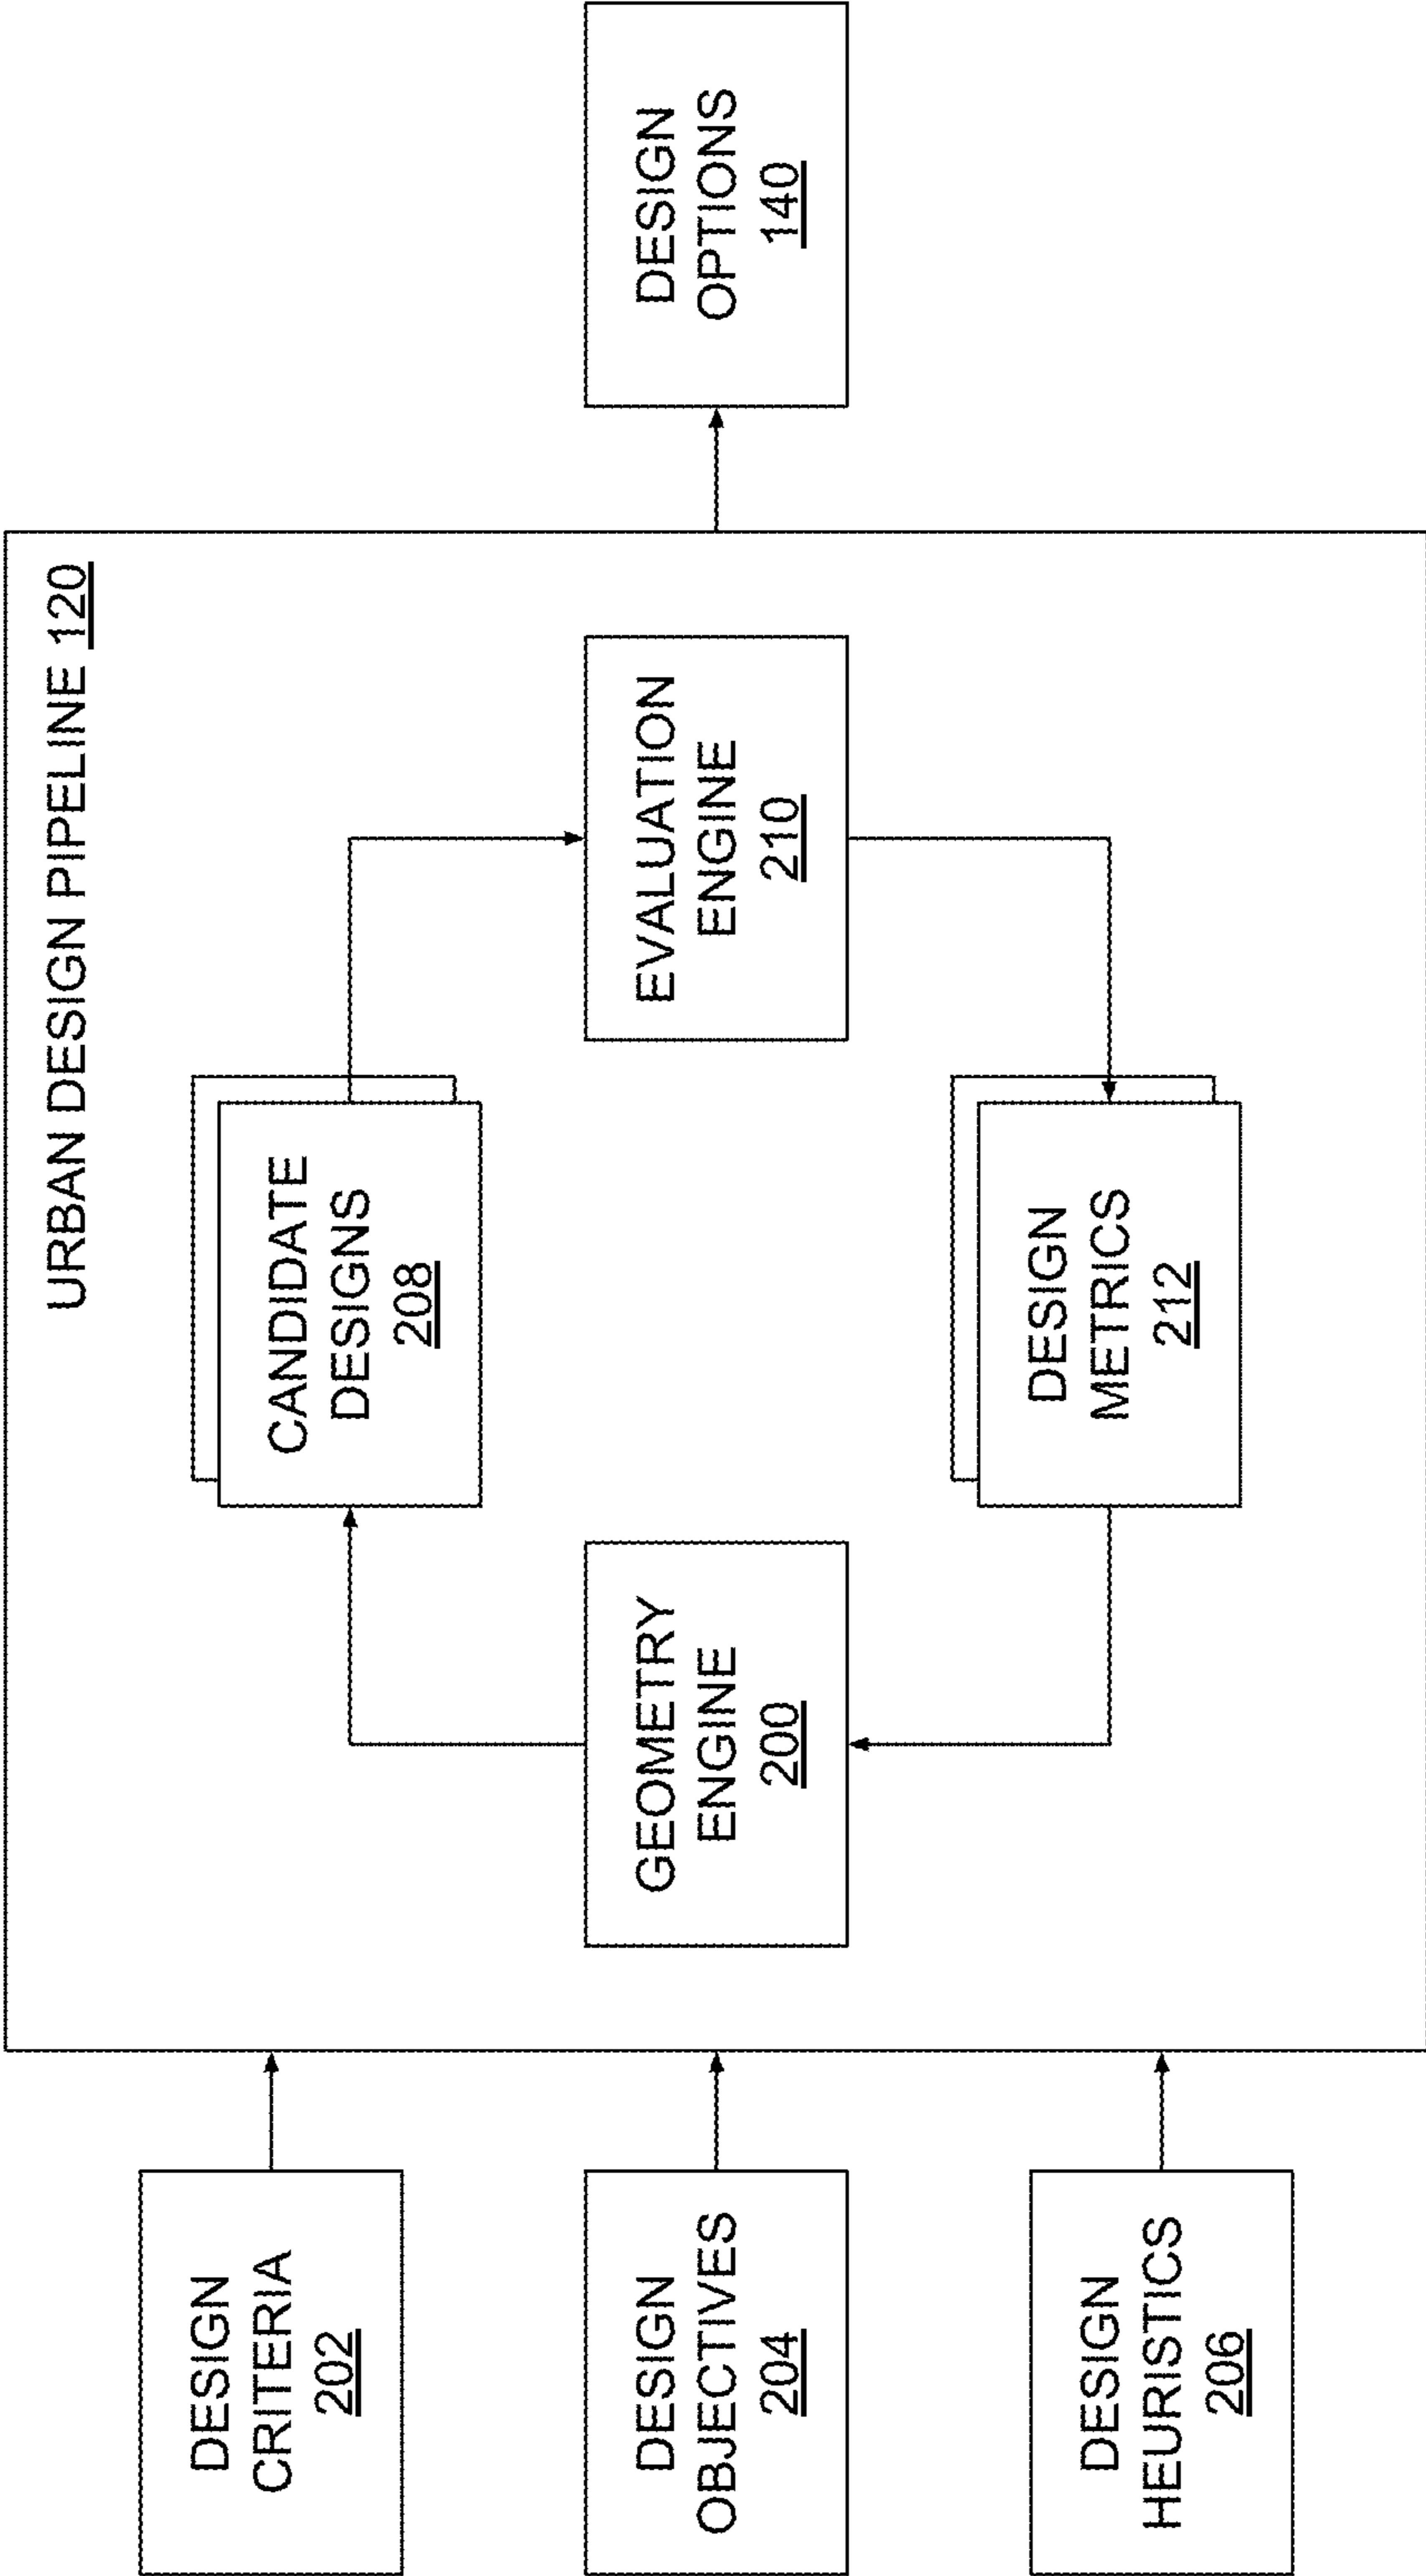 URBAN DESIGN PIPELINE 120
DESIGN
CRITERIA
202
DESIGN
OBJECTIVES
204
DESIGN
HEURISTICS
206
GEOMETRY
ENGINE
200
CANDIDATE
DESIGNS
208
EVALUATION
ENGINE
210
DESIGN
METRICS
212
DESIGN
OPTIONS
140